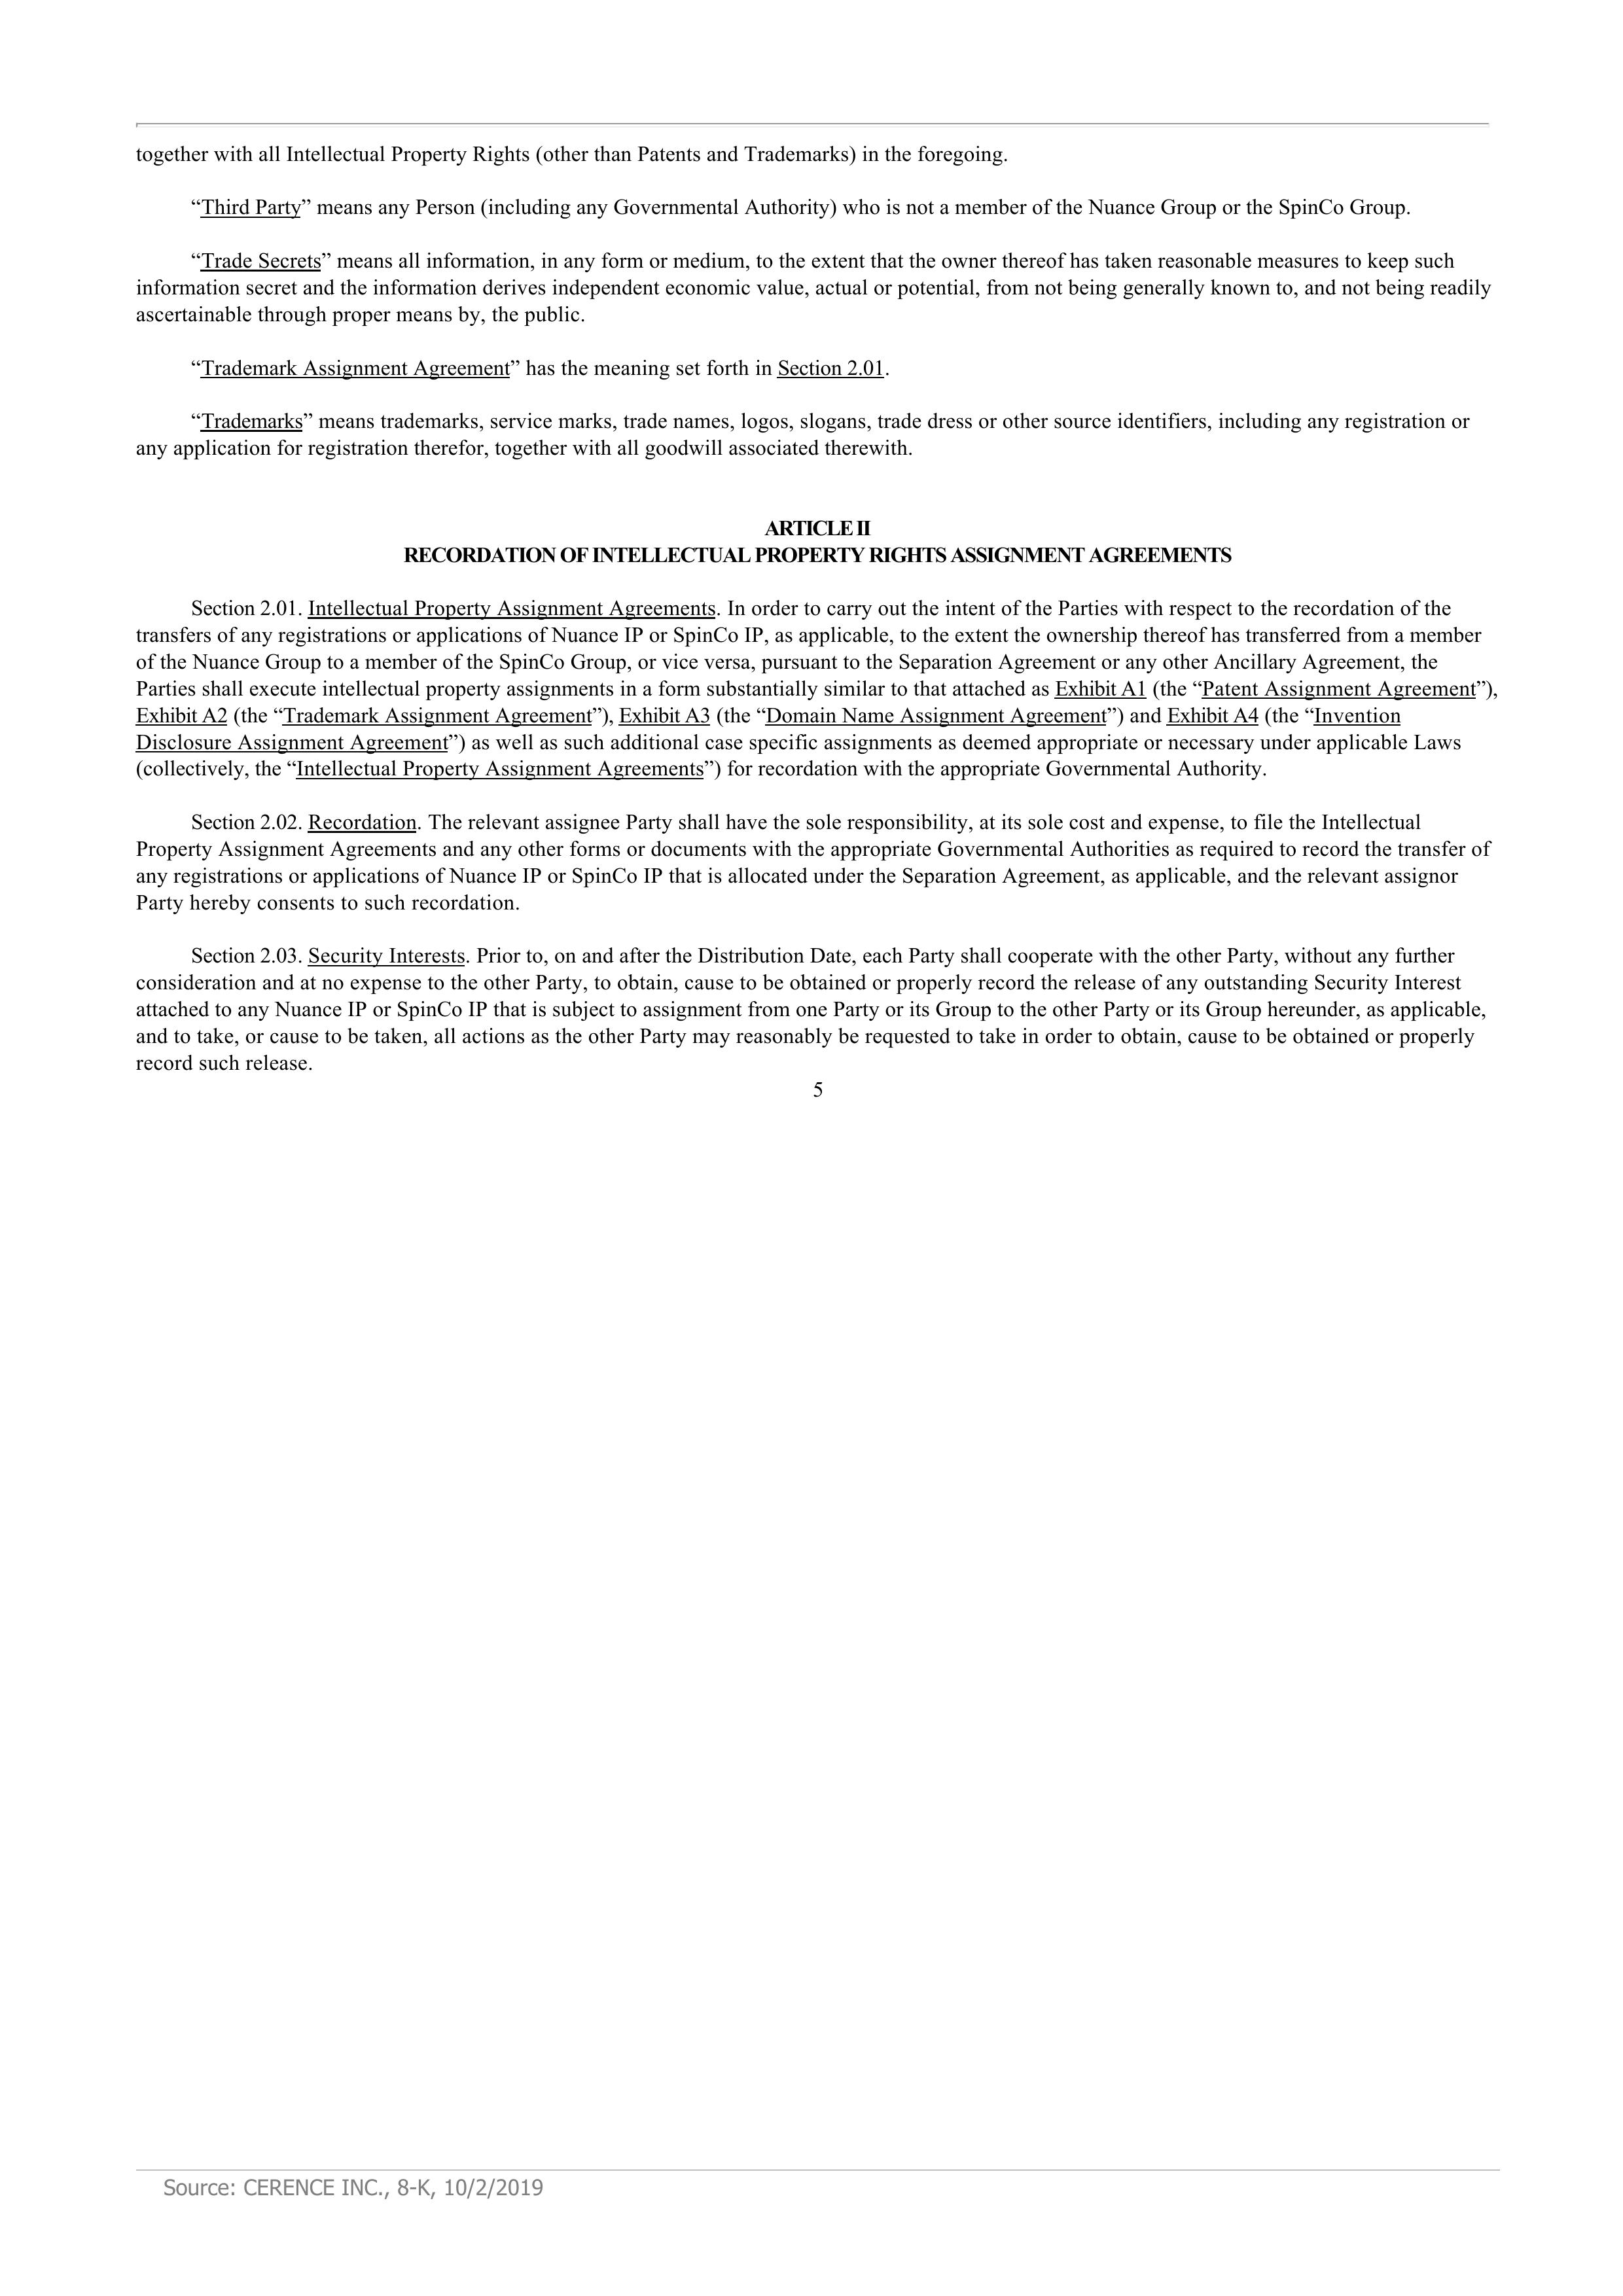 together with all Intellectual Property Rights (other than Patents and Trademarks) in the foregoing.
“Third Party” means any Person (including any Governmental Authority) who is not a member of the Nuance Group or the SpinCo Group.
“Trade Secrets” means all information, in any form or medium, to the extent that the owner thereof has taken reasonable measures to keep such
information secret and the information derives independent economic value, actual or potential, from not being generally known to, and not being readily
ascertainable through proper means by, the public.
“Trademark Assignment Agreement” has the meaning set forth in Section 2.01.
“Trademarks” means trademarks, service marks, trade names, logos, slogans, trade dress or other source identifiers, including any registration or
any application for registration therefor, together with all goodwill associated therewith.
ARTICLE II
RECORDATION OF INTELLECTUAL PROPERTY RIGHTS ASSIGNMENT AGREEMENTS
Section 2.01. Intellectual Property Assignment Agreements. In order to carry out the intent of the Parties with respect to the recordation of the
transfers of any registrations or applications of Nuance IP or SpinCo IP, as applicable, to the extent the ownership thereof has transferred from a member
of the Nuance Group to a member of the SpinCo Group, or vice versa, pursuant to the Separation Agreement or any other Ancillary Agreement, the
Parties shall execute intellectual property assignments in a form substantially similar to that attached as Exhibit A1 (the “Patent Assignment Agreement”),
Exhibit A2 (the “Trademark Assignment Agreement”), Exhibit A3 (the “Domain Name Assignment Agreement”) and Exhibit A4 (the “Invention
Disclosure Assignment Agreement”) as well as such additional case specific assignments as deemed appropriate or necessary under applicable Laws
(collectively, the “Intellectual Property Assignment Agreements”) for recordation with the appropriate Governmental Authority.
Section 2.02. Recordation. The relevant assignee Party shall have the sole responsibility, at its sole cost and expense, to file the Intellectual
Property Assignment Agreements and any other forms or documents with the appropriate Governmental Authorities as required to record the transfer of
any registrations or applications of Nuance IP or SpinCo IP that is allocated under the Separation Agreement, as applicable, and the relevant assignor
Party hereby consents to such recordation.
Section 2.03. Security Interests. Prior to, on and after the Distribution Date, each Party shall cooperate with the other Party, without any further
consideration and at no expense to the other Party, to obtain, cause to be obtained or properly record the release of any outstanding Security Interest
attached to any Nuance IP or SpinCo IP that is subject to assignment from one Party or its Group to the other Party or its Group hereunder, as applicable,
and to take, or cause to be taken, all actions as the other Party may reasonably be requested to take in order to obtain, cause to be obtained or properly
record such release.
5
Source: CERENCE INC., 8-K, 10/2/2019